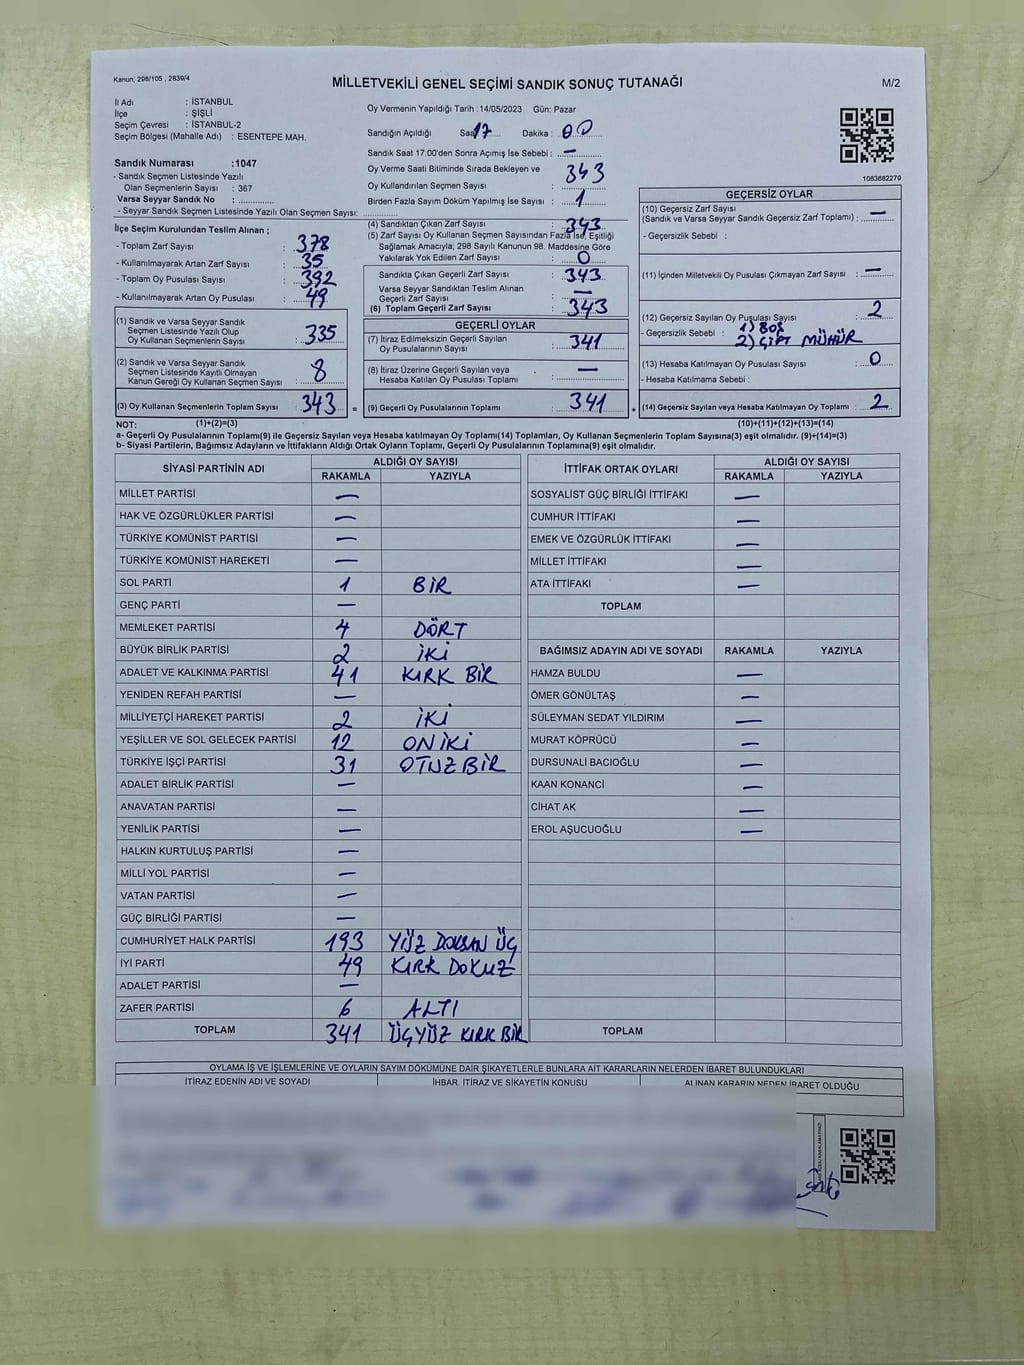 Kanun; 298/105 , 2839/4
MİLLETVEKİLİ GENEL SEÇİMİ SANDIK SONUÇ TUTANAĞI
M/2
İl Adı : İSTANBUL
İlçe : ŞİŞLİ
Seçim Çevresi : İSTANBUL-2
Seçim Bölgesi (Mahalle Adı) : ESENTEPE MAH.
Sandık Numarası :1047
- Sandık Seçmen Listesinde Yazılı
Olan Seçmenlerin Sayısı : 367
Varsa Seyyar Sandık No :
- Seyyar Sandık Seçmen Listesinde Yazılı Olan Seçmen Sayısı:
İlçe Seçim Kurulundan Teslim Alınan ;
- Toplam Zarf Sayısı : 378
- Kullanılmayarak Artan Zarf Sayısı : 35
- Toplam Oy Pusulası Sayısı : 392
- Kullanılmayarak Artan Oy Pusulası : 49
(1) Sandık ve Varsa Seyyar Sandık
Seçmen Listesinde Yazılı Olup
Oy Kullanan Seçmenlerin Sayısı : 335
(2) Sandık ve Varsa Seyyar Sandık
Seçmen Listesinde Kayıtlı Olmayan
Kanun Gereği Oy Kullanan Seçmen Sayısı : 8
(3) Oy Kullanan Seçmenlerin Toplam Sayısı : 343 =
Oy Vermenin Yapıldığı Tarih :14/05/2023 Gün: Pazar
Sandığın Açıldığı Saat 17 Dakika : 00
Sandık Saat 17.00'den Sonra Açımış İse Sebebi : —
Oy Verme Saati Bitiminde Sırada Bekleyen ve
Oy Kullandırılan Seçmen Sayısı : 343
Birden Fazla Sayım Döküm Yapılmış İse Sayısı : 1
(4) Sandıktan Çıkan Zarf Sayısı : 343
(5) Zarf Sayısı Oy Kullanan Seçmen Sayısından Fazla İse, Eşitliği
Sağlamak Amacıyla; 298 Sayılı Kanunun 98. Maddesine Göre
Yakılarak Yok Edilen Zarf Sayısı : 0
Sandıkta Çıkan Geçerli Zarf Sayısı : 343
Varsa Seyyar Sandıktan Teslim Alınan
Geçerli Zarf Sayısı : —
(6) Toplam Geçerli Zarf Sayısı : 343
GEÇERLİ OYLAR
(7) İtiraz Edilmeksizin Geçerli Sayılan
Oy Pusulalarının Sayısı : 341
(8) İtiraz Üzerine Geçerli Sayılan veya
Hesaba Katılan Oy Pusulası Toplamı : —
(9) Geçerli Oy Pusulalarının Toplamı : 341 +
1083682279
GEÇERSİZ OYLAR
(10) Geçersiz Zarf Sayısı
(Sandık ve Varsa Seyyar Sandık Geçersiz Zarf Toplamı) : —
- Geçersizlik Sebebi :
(11) İçinden Milletvekili Oy Pusulası Çıkmayan Zarf Sayısı : —
(12) Geçersiz Sayılan Oy Pusulası Sayısı : 2
- Geçersizlik Sebebi : 1) BOŞ
2) ÇİFT MÜHÜR
(13) Hesaba Katılmayan Oy Pusulası Sayısı : 0
- Hesaba Katılmama Sebebi :
(14) Geçersiz Sayılan veya Hesaba Katılmayan Oy Toplamı : 2
NOT: (1)+(2)=(3) (10)+(11)+(12)+(13)=(14)
a- Geçerli Oy Pusulalarının Toplamı(9) ile Geçersiz Sayılan veya Hesaba katılmayan Oy Toplamı(14) Toplamları, Oy Kullanan Seçmenlerin Toplam Sayısına(3) eşit olmalıdır. (9)+(14)=(3)
b- Siyasi Partilerin, Bağımsız Adayların ve İttifakların Aldığı Oyların Toplamı, Geçerli Oy Pusulalarının Toplamına(9) eşit olmalıdır.
SİYASİ PARTİNİN ADI ALDIĞI OY SAYISI
RAKAMLA YAZIYLA
MİLLET PARTİSİ —
HAK VE ÖZGÜRLÜKLER PARTİSİ —
TÜRKİYE KOMÜNİST PARTİSİ —
TÜRKİYE KOMÜNİST HAREKETİ —
SOL PARTİ 1 BİR
GENÇ PARTİ —
MEMLEKET PARTİSİ 4 DÖRT
BÜYÜK BİRLİK PARTİSİ 2 İKİ
ADALET VE KALKINMA PARTİSİ 41 KIRK BİR
YENİDEN REFAH PARTİSİ —
MİLLİYETÇİ HAREKET PARTİSİ 2 İKİ
YEŞİLLER VE SOL GELECEK PARTİSİ 12 ONİKİ
TÜRKİYE İŞÇİ PARTİSİ 31 OTUZBİR
ADALET BİRLİK PARTİSİ —
ANAVATAN PARTİSİ —
YENİLİK PARTİSİ —
HALKIN KURTULUŞ PARTİSİ —
MİLLİ YOL PARTİSİ —
VATAN PARTİSİ —
GÜÇ BİRLİĞİ PARTİSİ —
CUMHURİYET HALK PARTİSİ 193 YÜZ DOKSAN ÜÇ
İYİ PARTİ 49 KIRK DOKUZ
ADALET PARTİSİ —
ZAFER PARTİSİ 6 ALTI
TOPLAM 341 ÜÇYÜZ KIRK BİR
İTTİFAK ORTAK OYLARI ALDIĞI OY SAYISI
RAKAMLA YAZIYLA
SOSYALİST GÜÇ BİRLİĞİ İTTİFAKI —
CUMHUR İTTİFAKI —
EMEK VE ÖZGÜRLÜK İTTİFAKI —
MİLLET İTTİFAKI —
ATA İTTİFAKI —
TOPLAM
BAĞIMSIZ ADAYIN ADI VE SOYADI RAKAMLA YAZIYLA
HAMZA BULDU —
ÖMER GÖNÜLTAŞ —
SÜLEYMAN SEDAT YILDIRIM —
MURAT KÖPRÜCÜ —
DURSUNALİ BACIOĞLU —
KAAN KONANCİ —
CİHAT AK —
EROL AŞUCUOĞLU —
TOPLAM
OYLAMA İŞ VE İŞLEMLERİNE VE OYLARIN SAYIM DÖKÜMÜNE DAİR ŞİKAYETLERLE BUNLARA AİT KARARLARIN NELERDEN İBARET BULUNDUKLARI
İTİRAZ EDENİN ADI VE SOYADI İHBAR, İTİRAZ VE ŞİKAYETİN KONUSU ALINAN KARARIN NEDEN İBARET OLDUĞU